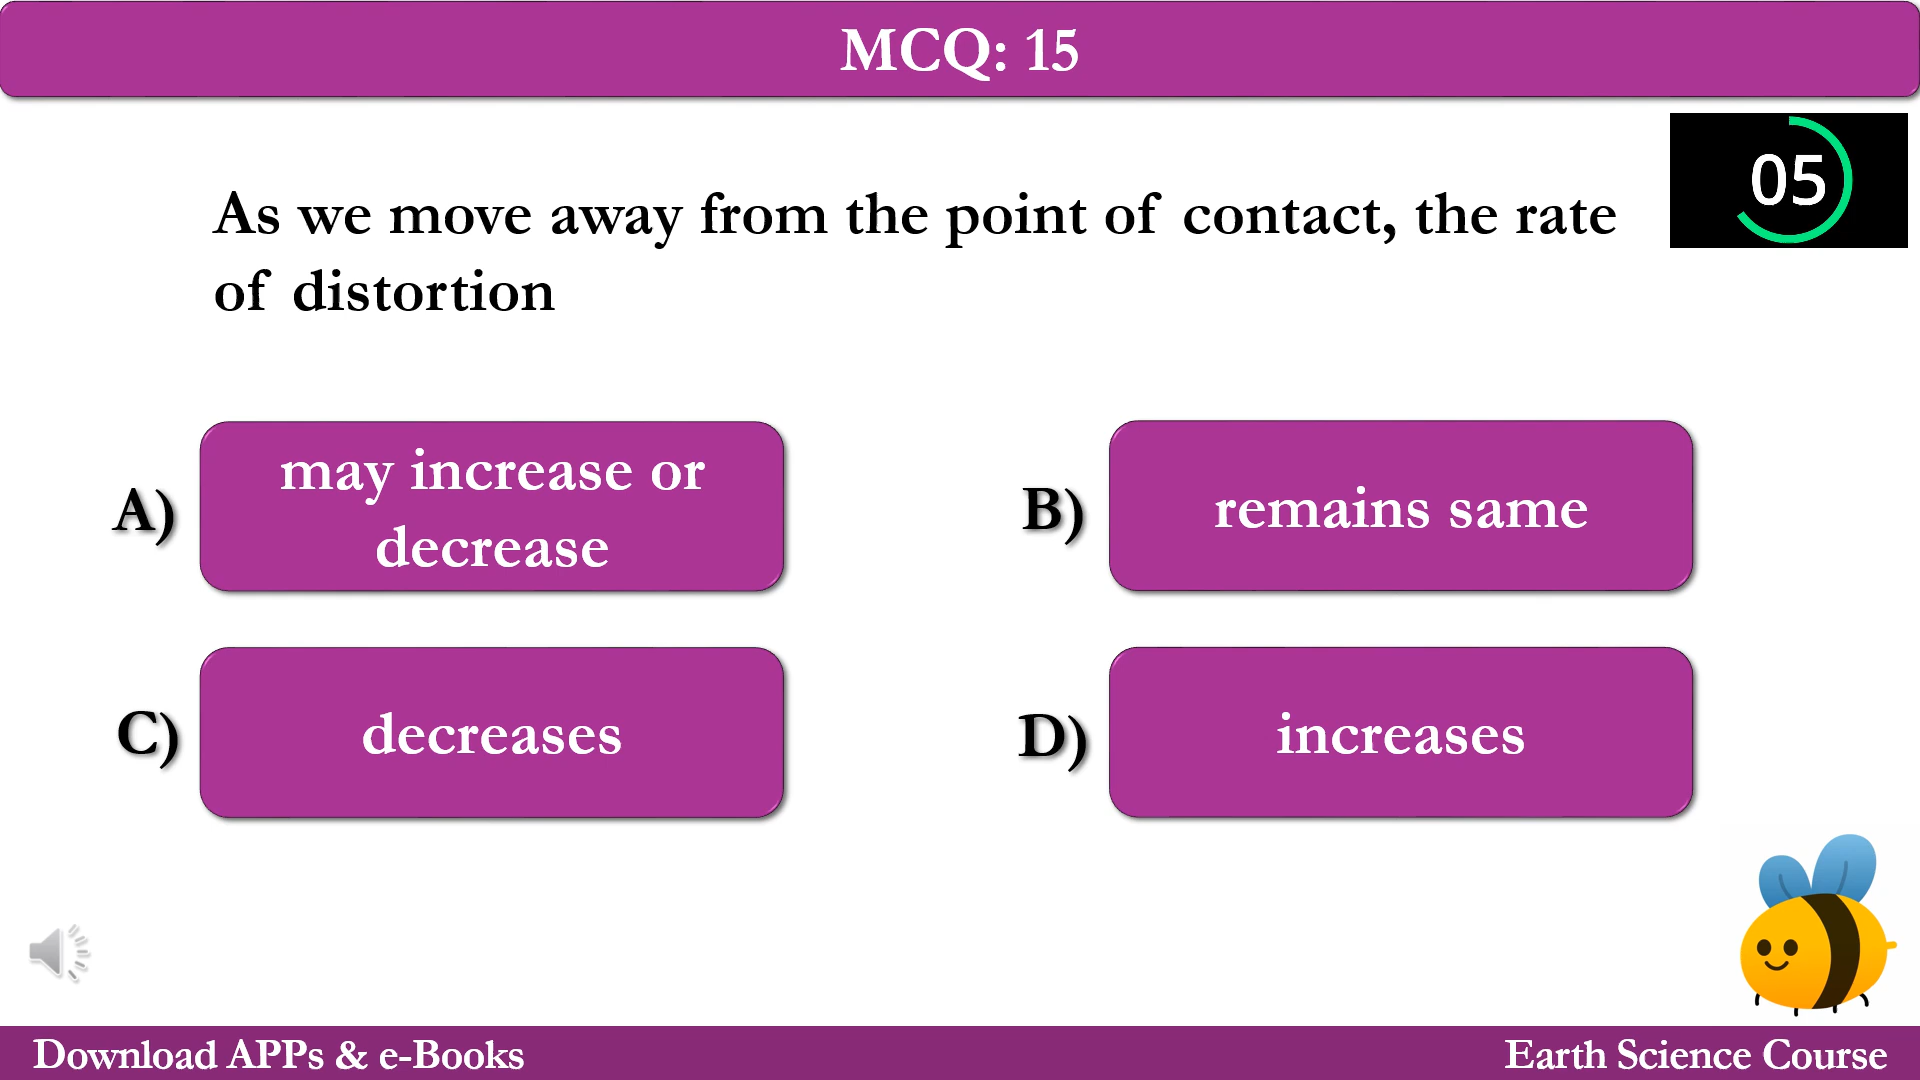 MCQ: 15
05
As we move away from the point of contact, the rate
of distortion
A)
may increase or
decrease
B)
remains same
C)
decreases
D)
increases
Download APPs & e-Books
Earth Science Course